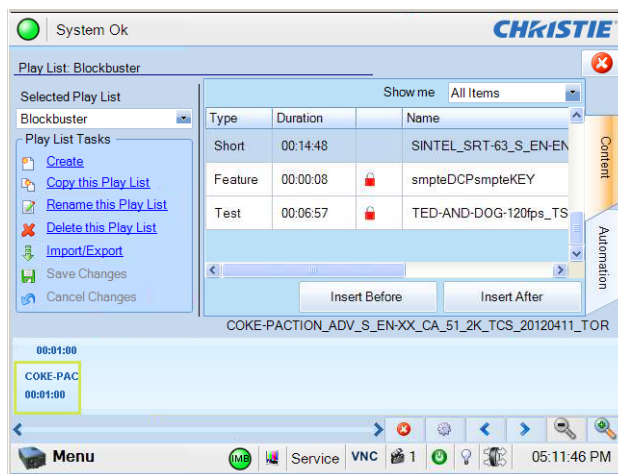 System Ok
CHRISTIE
Play List: Blockbuster
Selected Play List
Blockbuster
Play List Tasks
Create
Copy this Play List
Rename this Play List
Delete this Play List
Import/Export
Save Changes
Cancel Changes
Show me All Items
Type Duration Name
Short 00:14:48 SINTEL_SRT-63_S_EN-EN
Feature 00:00:08 smpteDCPsmpteKEY
Test 00:06:57 TED-AND-DOG-120fps_TS
Insert Before Insert After
Content
Automation
COKE-PACTION_ADV_S_EN-XX_CA_51_2K_TCS_20120411_TOR
00:01:00
COKE-PAC
00:01:00
Menu IMB Service VNC 1 05:11:46 PM